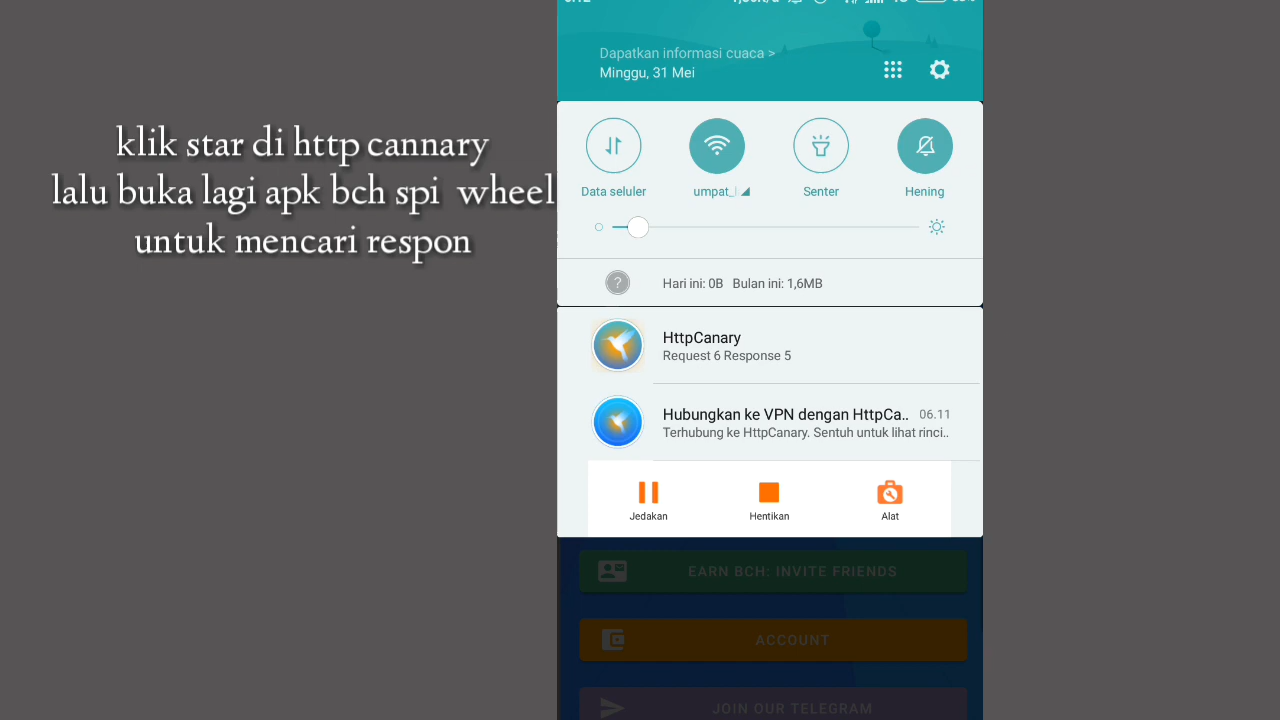 klik star di http cannary
lalu buka lagi apk bch spi wheel
untuk mencari respon
Dapatkan informasi cuaca >
Minggu, 31 Mei
Data seluler
umpat_
Senter
Hening
Hari ini: 0B Bulan ini: 1,6MB
HttpCanary
Request 6 Response 5
Hubungkan ke VPN dengan HttpCa.. 06.11
Terhubung ke HttpCanary. Sentuh untuk lihat rinci..
Jedakan
Hentikan
Alat
EARN BCH: INVITE FRIENDS
ACCOUNT
JOIN OUR TELEGRAM